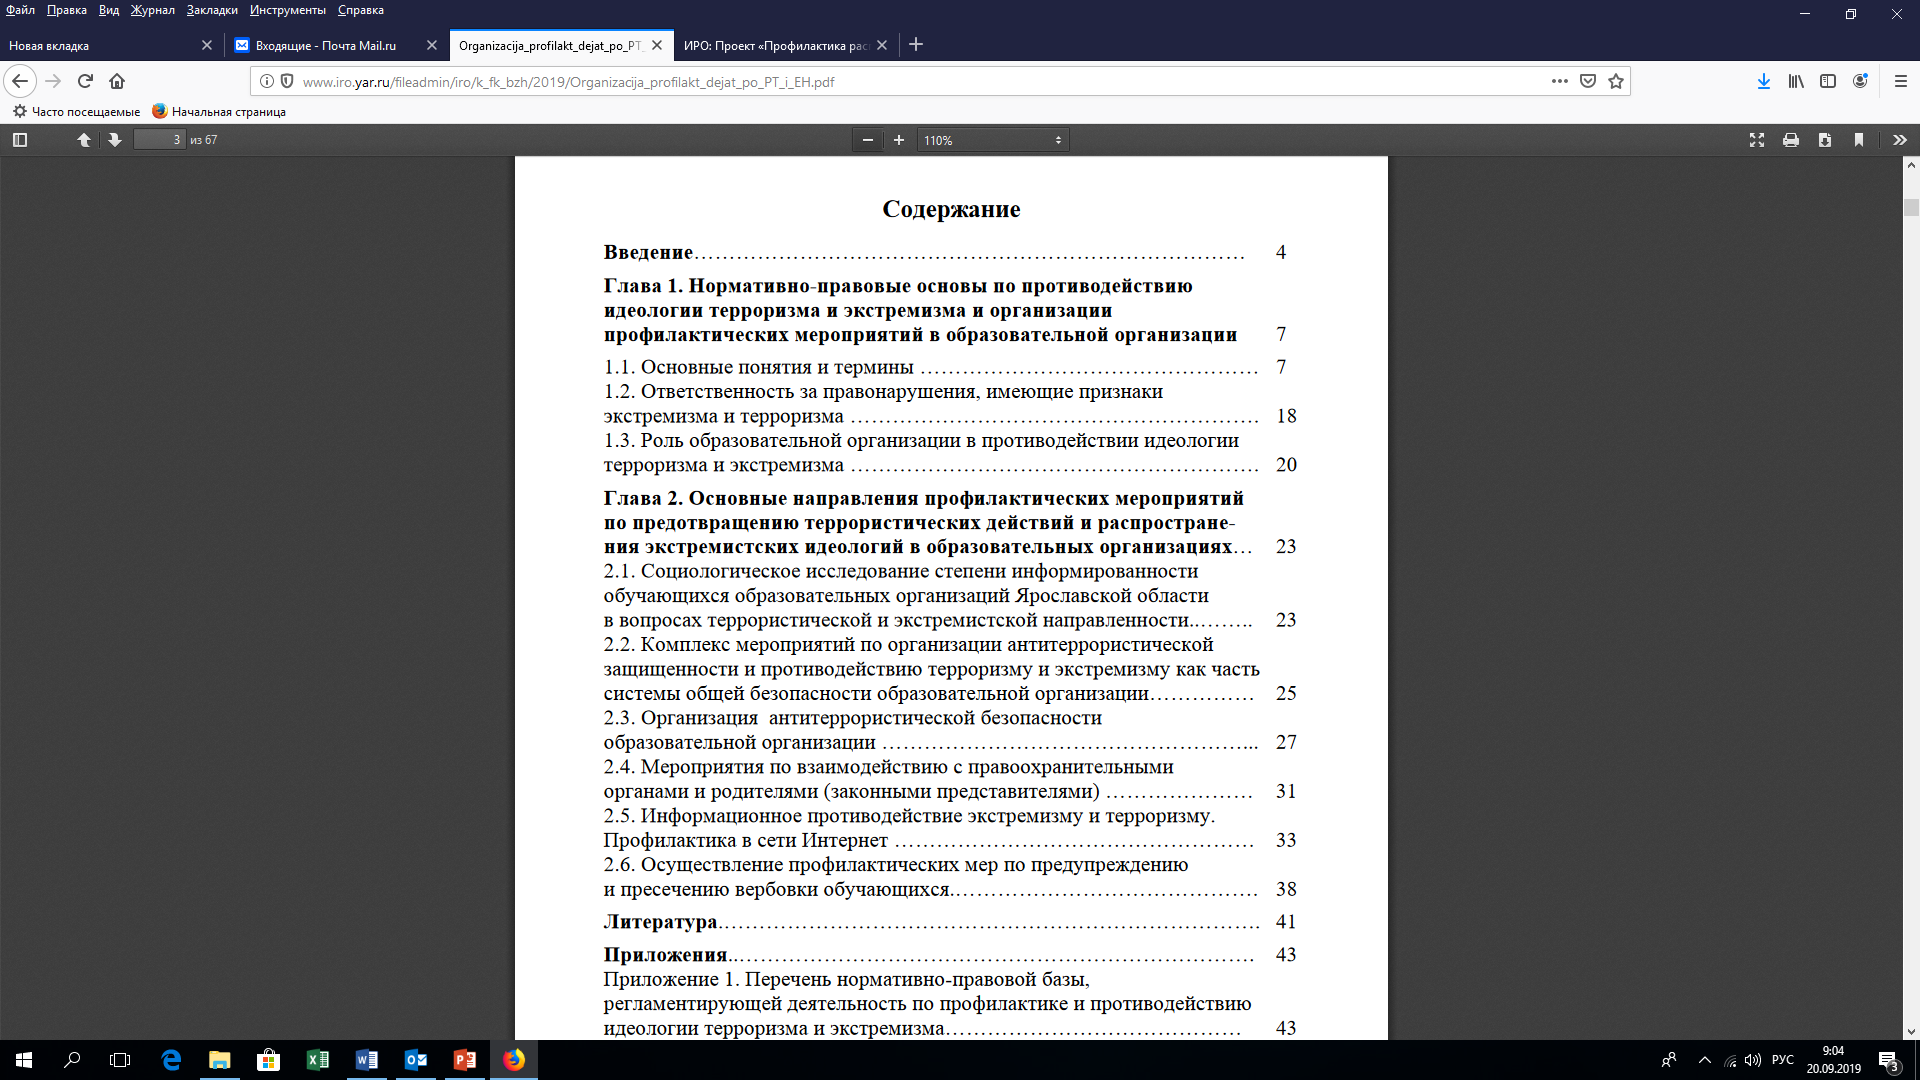 Файл Правка Вид Журнал Закладки Инструменты Справка
Новая вкладка
Входящие - Почта Mail.ru
Organizacija_profilakt_dejat_po_PT_
ИРО: Проект «Профилактика рас
www.iro.yar.ru/fileadmin/iro/k_fk_bzh/2019/Organizacija_profilakt_dejat_po_PT_i_EH.pdf
Часто посещаемые
Начальная страница
3 из 67
110%
Содержание
Введение……………………………………………………………………… 4
Глава 1. Нормативно-правовые основы по противодействию
идеологии терроризма и экстремизма и организации
профилактических мероприятий в образовательной организации 7
1.1. Основные понятия и термины ………………………………………… 7
1.2. Ответственность за правонарушения, имеющие признаки
экстремизма и терроризма …………………………………………………. 18
1.3. Роль образовательной организации в противодействии идеологии
терроризма и экстремизма …………………………………………………. 20
Глава 2. Основные направления профилактических мероприятий
по предотвращению террористических действий и распростране-
ния экстремистских идеологий в образовательных организациях… 23
2.1. Социологическое исследование степени информированности
обучающихся образовательных организаций Ярославской области
в вопросах террористической и экстремистской направленности..…….. 23
2.2. Комплекс мероприятий по организации антитеррористической
защищенности и противодействию терроризму и экстремизму как часть
системы общей безопасности образовательной организации…………… 25
2.3. Организация антитеррористической безопасности
образовательной организации ……………………………………………... 27
2.4. Мероприятия по взаимодействию с правоохранительными
органами и родителями (законными представителями) ………………… 31
2.5. Информационное противодействие экстремизму и терроризму.
Профилактика в сети Интернет …………………………………………… 33
2.6. Осуществление профилактических мер по предупреждению
и пресечению вербовки обучающихся.……………………………………. 38
Литература.…………………………………………………………………. 41
Приложения..……………………………………………………………… 43
Приложение 1. Перечень нормативно-правовой базы,
регламентирующей деятельность по профилактике и противодействию
идеологии терроризма и экстремизма…………………………………… 43
РУС
9:04
20.09.2019
3